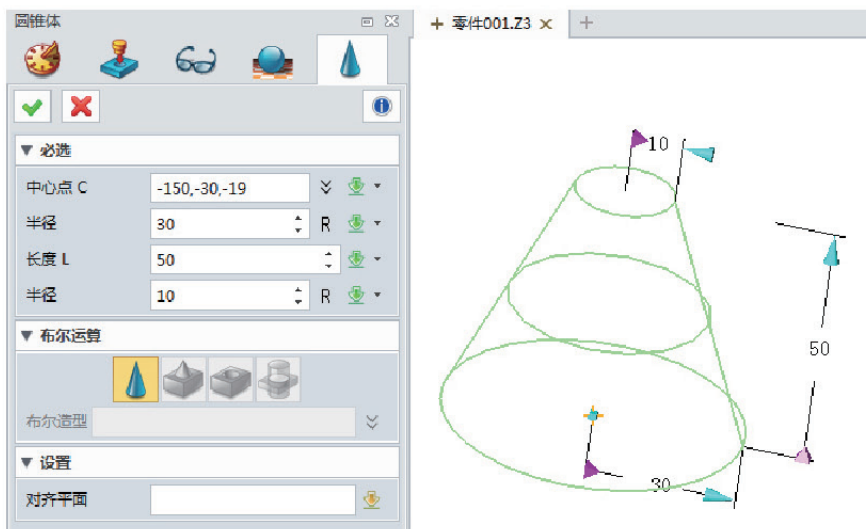 圆锥体
零件001.Z3
必选
中心点 C -150,-30,-19
半径 30 R
长度 L 50
半径 10 R
布尔运算
布尔造型
设置
对齐平面
10
50
30